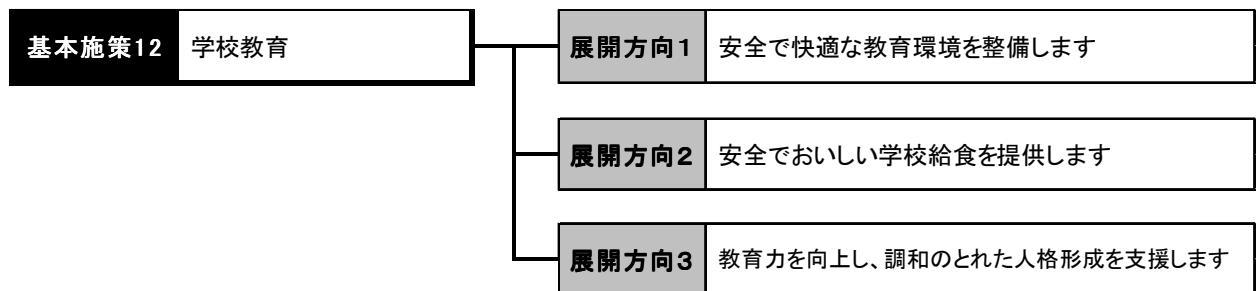 基本施策12 学校教育
展開方向1 安全で快適な教育環境を整備します
展開方向2 安全でおいしい学校給食を提供します
展開方向3 教育力を向上し、調和のとれた人格形成を支援します